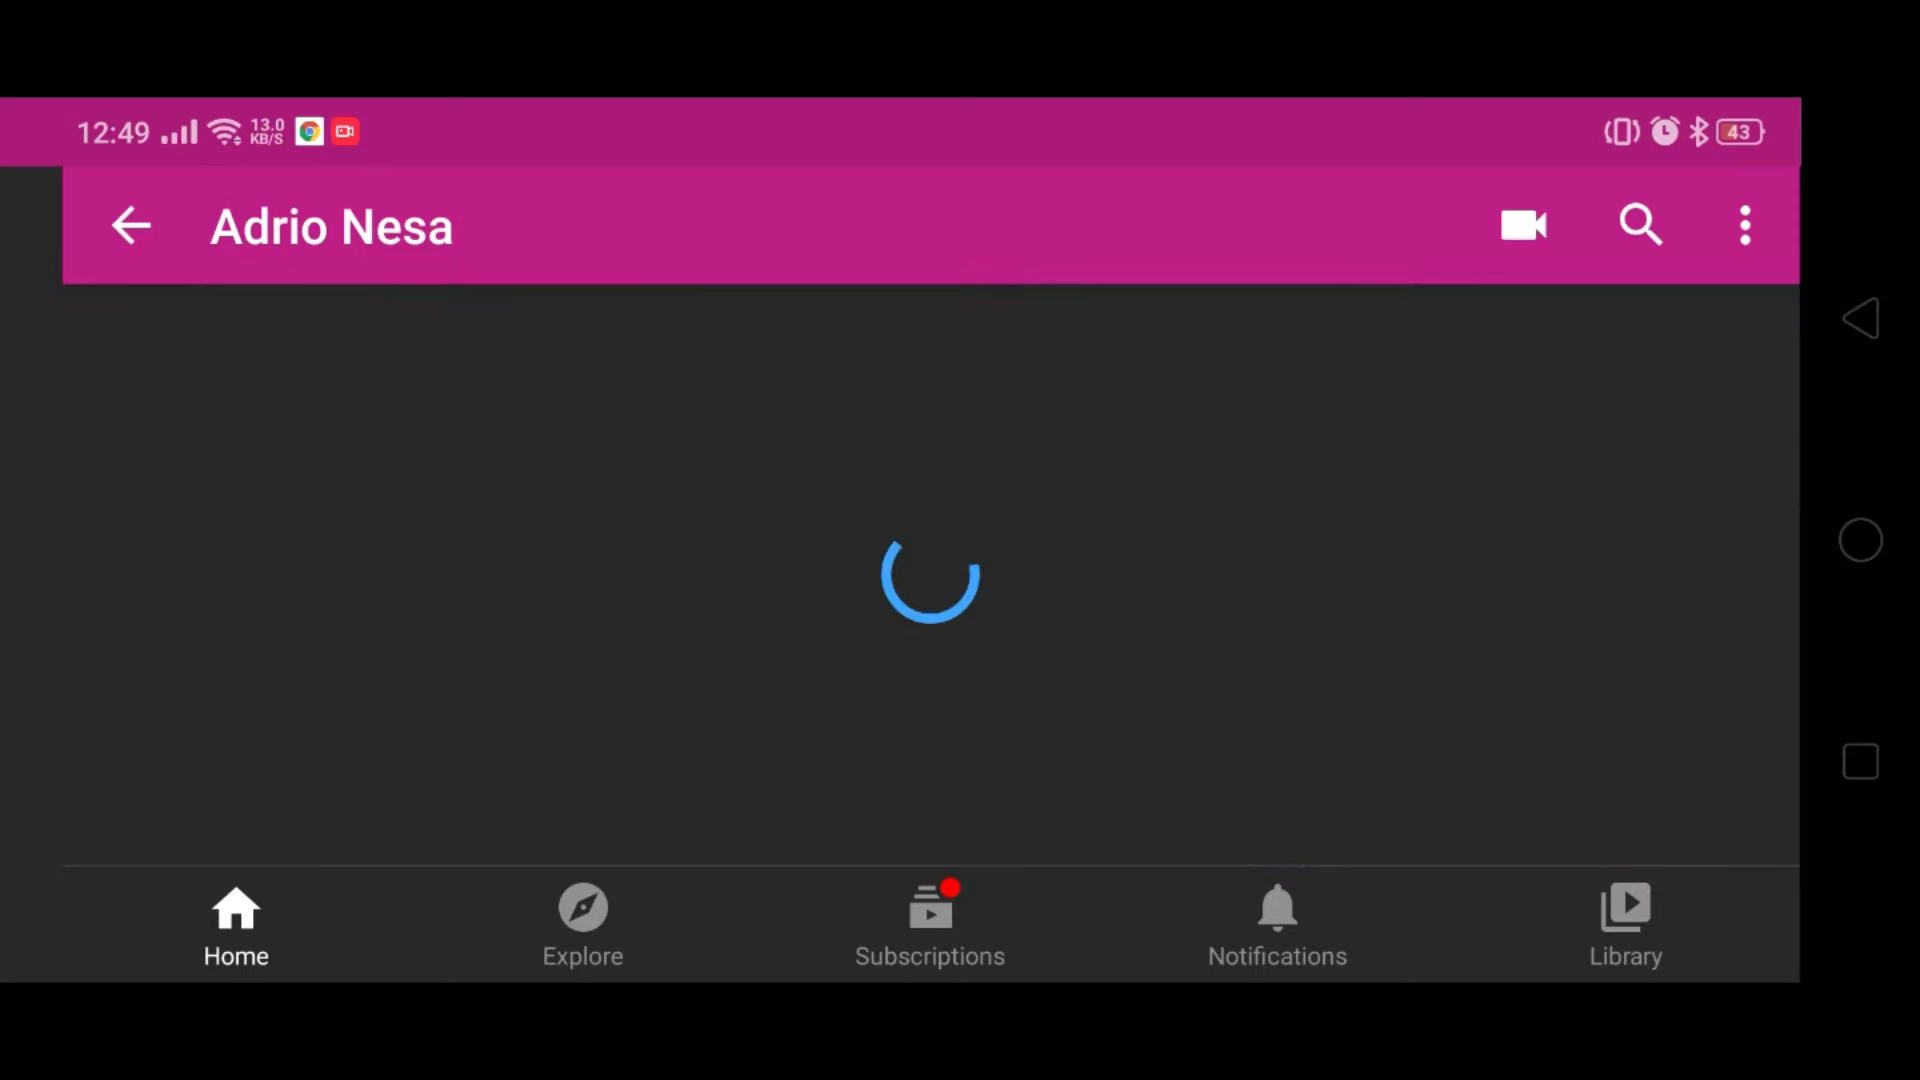 12:49 13.0 KB/S 43
Adrio Nesa
Home Explore Subscriptions Notifications Library